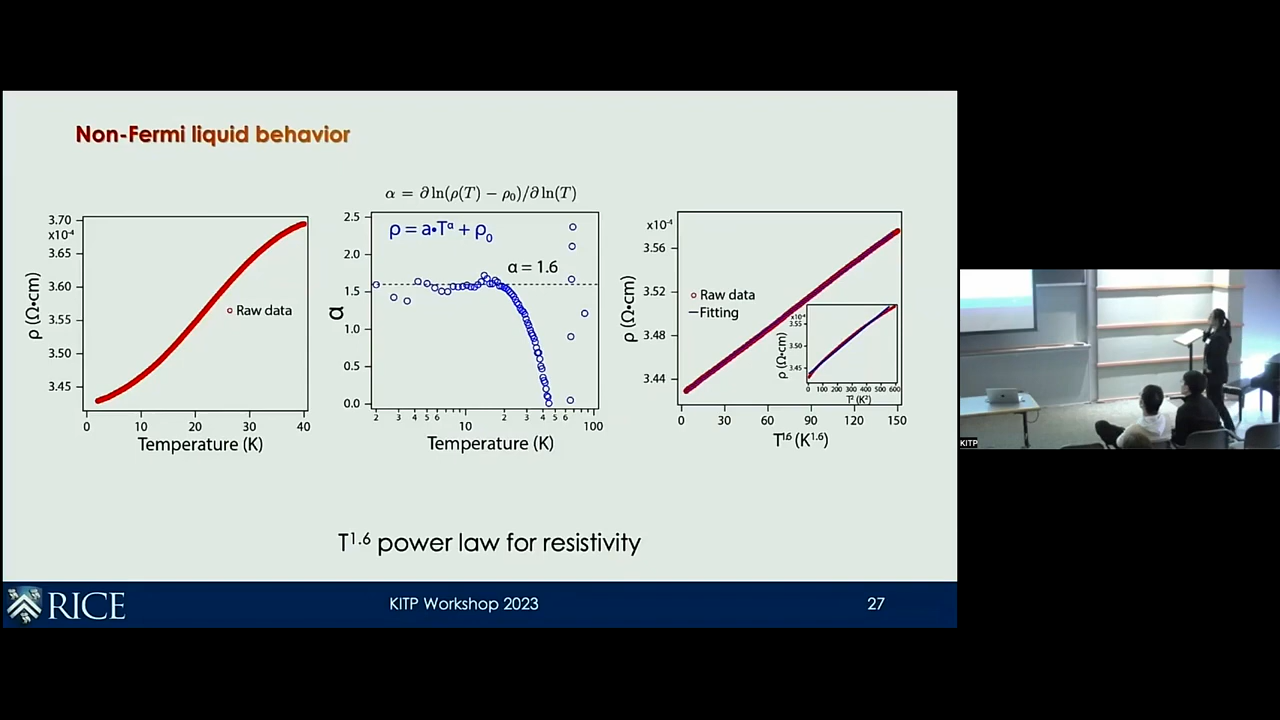 Non-Fermi liquid behavior
α = ∂ ln(ρ(T) − ρ₀)/∂ ln(T)
3.70
x10⁻⁴
3.65
3.60
3.55
3.50
3.45
ρ (Ω•cm)
Raw data
0 10 20 30 40
Temperature (K)
2.5
2.0
1.5
1.0
0.5
0.0
α
ρ = a•Tᵅ + ρ₀
α = 1.6
2 3 4 5 6 10 2 3 4 5 6 100
Temperature (K)
x10⁻⁴
3.56
3.52
3.48
3.44
ρ (Ω•cm)
Raw data
Fitting
x10⁻⁴
3.55
3.50
3.45
ρ (Ω•cm)
0 100 200 300 400 500 600
T² (K²)
0 30 60 90 120 150
T¹·⁶ (K¹·⁶)
T¹·⁶ power law for resistivity
RICE
KITP Workshop 2023
27
KITP